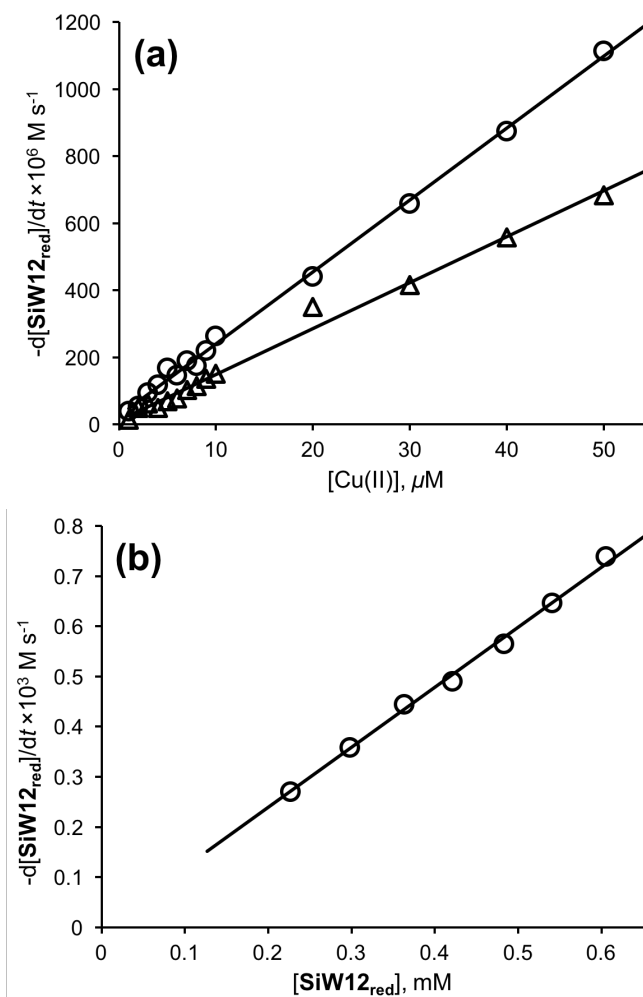 (a)
1200
1000
800
600
400
200
0
-d[SiW12red]/dt ×10⁶ M s⁻¹
0 10 20 30 40 50
[Cu(II)], µM
(b)
0.8
0.7
0.6
0.5
0.4
0.3
0.2
0.1
0
-d[SiW12red]/dt ×10³ M s⁻¹
0 0.1 0.2 0.3 0.4 0.5 0.6
[SiW12red], mM